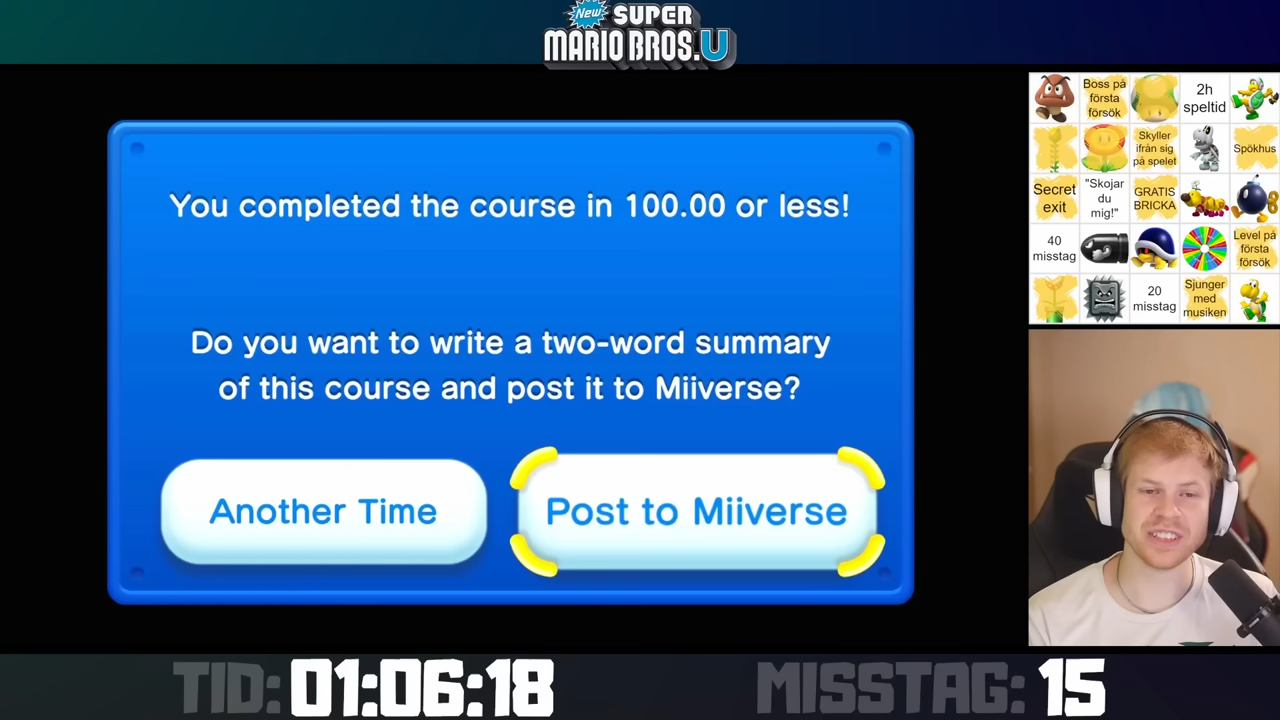 New
SUPER
MARIO BROS.U
You completed the course in 100.00 or less!
Do you want to write a two-word summary
of this course and post it to Miiverse?
Another Time
Post to Miiverse
Boss på
första
försök
2h
speltid
Skyller
ifrån sig
på spelet
Spökhus
Secret
exit
"Skojar
du
mig!"
GRATIS
BRICKA
40
misstag
Level på
första
försök
20
misstag
Sjunger
med
musiken
TID: 01:06:18
MISSTAG: 15